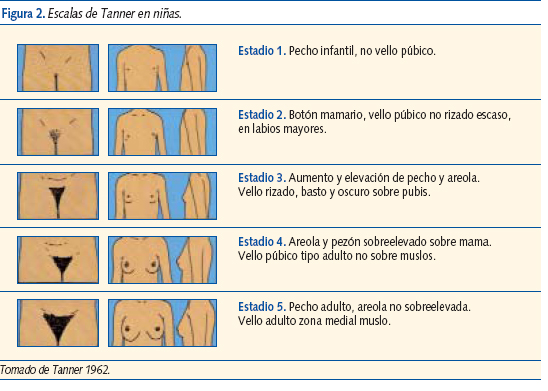 Figura 2. Escalas de Tanner en niñas.
Estadio 1. Pecho infantil, no vello púbico.
Estadio 2. Botón mamario, vello púbico no rizado escaso,
en labios mayores.
Estadio 3. Aumento y elevación de pecho y areola.
Vello rizado, basto y oscuro sobre pubis.
Estadio 4. Areola y pezón sobreelevado sobre mama.
Vello púbico tipo adulto no sobre muslos.
Estadio 5. Pecho adulto, areola no sobreelevada.
Vello adulto zona medial muslo.
Tomado de Tanner 1962.